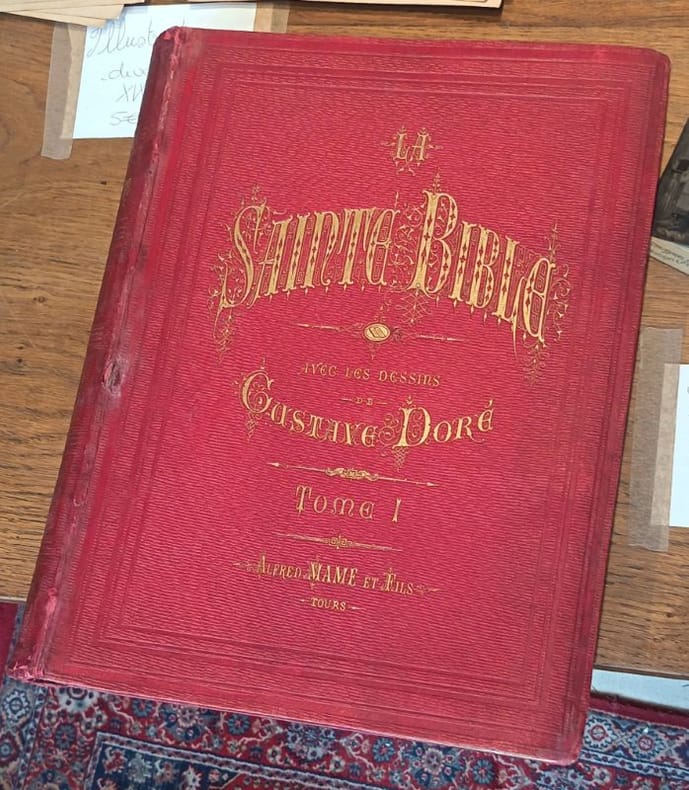 LA
SAINTE BIBLE
AVEC LES DESSINS
DE
GUSTAVE DORÉ
TOME I
ALFRED MAME ET FILS
TOURS